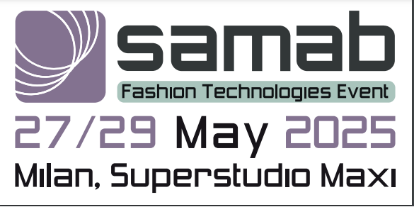 samab
Fashion Technologies Event
27/29 May 2025
Milan, Superstudio Maxi